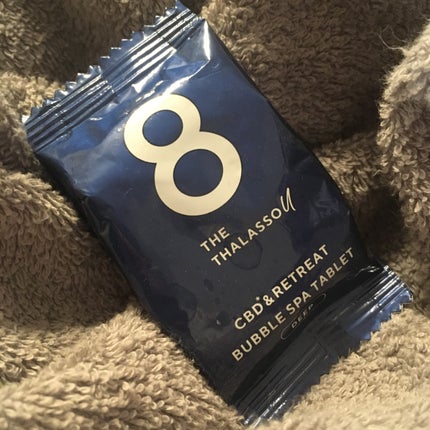 8
THE
THALASSO U
CBD*&RETREAT
BUBBLE SPA TABLET
DEEP